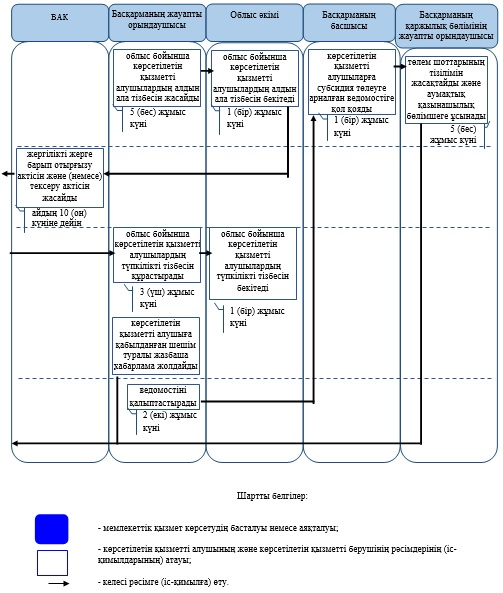 ВАК
Басқарманың жауапты
орындаушысы
Облыс әкімі
Басқарманың
басшысы
Басқарманың
қаржылық бөлімінің
жауапты орындаушысы
облыс бойынша
көрсетілетін
қызметті
алушылардың алдын
ала тізбесін жасайды
5 (бес) жұмыс
күні
облыс бойынша
көрсетілетін
қызметті
алушылардың алдын
ала тізбесін бекітеді
1 (бір) жұмыс
күні
көрсетілетін
қызметті
алушыларға
субсидия төлеуге
арналған ведомостіге
қол қояды
1 (бір) жұмыс
күні
төлем шоттарының
тізілімін
жасақтайды және
аумақтық
қазынашылық
бөлімшеге ұсынады
5 (бес)
жұмыс күні
жергілікті жерге
барып отырғызу
актісін және (немесе)
тексеру актісін
жасайды
айдың 10 (он)
күніне дейін
облыс бойынша
көрсетілетін қызметті
алушылардың
түпкілікті тізбесін
құрастырады
3 (үш) жұмыс
күні
облыс бойынша
көрсетілетін
қызметті
алушылардың
түпкілікті тізбесін
бекітеді
1 (бір) жұмыс
күні
көрсетілетін
қызметті алушыға
қабылданған шешім
туралы жазбаша
хабарлама жолдайды
ведомостіні
қалыптастырады
2 (екі) жұмыс
күні
Шартты белгілер:
- мемлекеттік қызмет көрсетудің басталуы немесе аяқталуы;
- көрсетілетін қызметті алушының және көрсетілетін қызметті берушінің рәсімдерінің (іс-
қимылдарының) атауы;
- келесі рәсімге (іс-қимылға) өту.